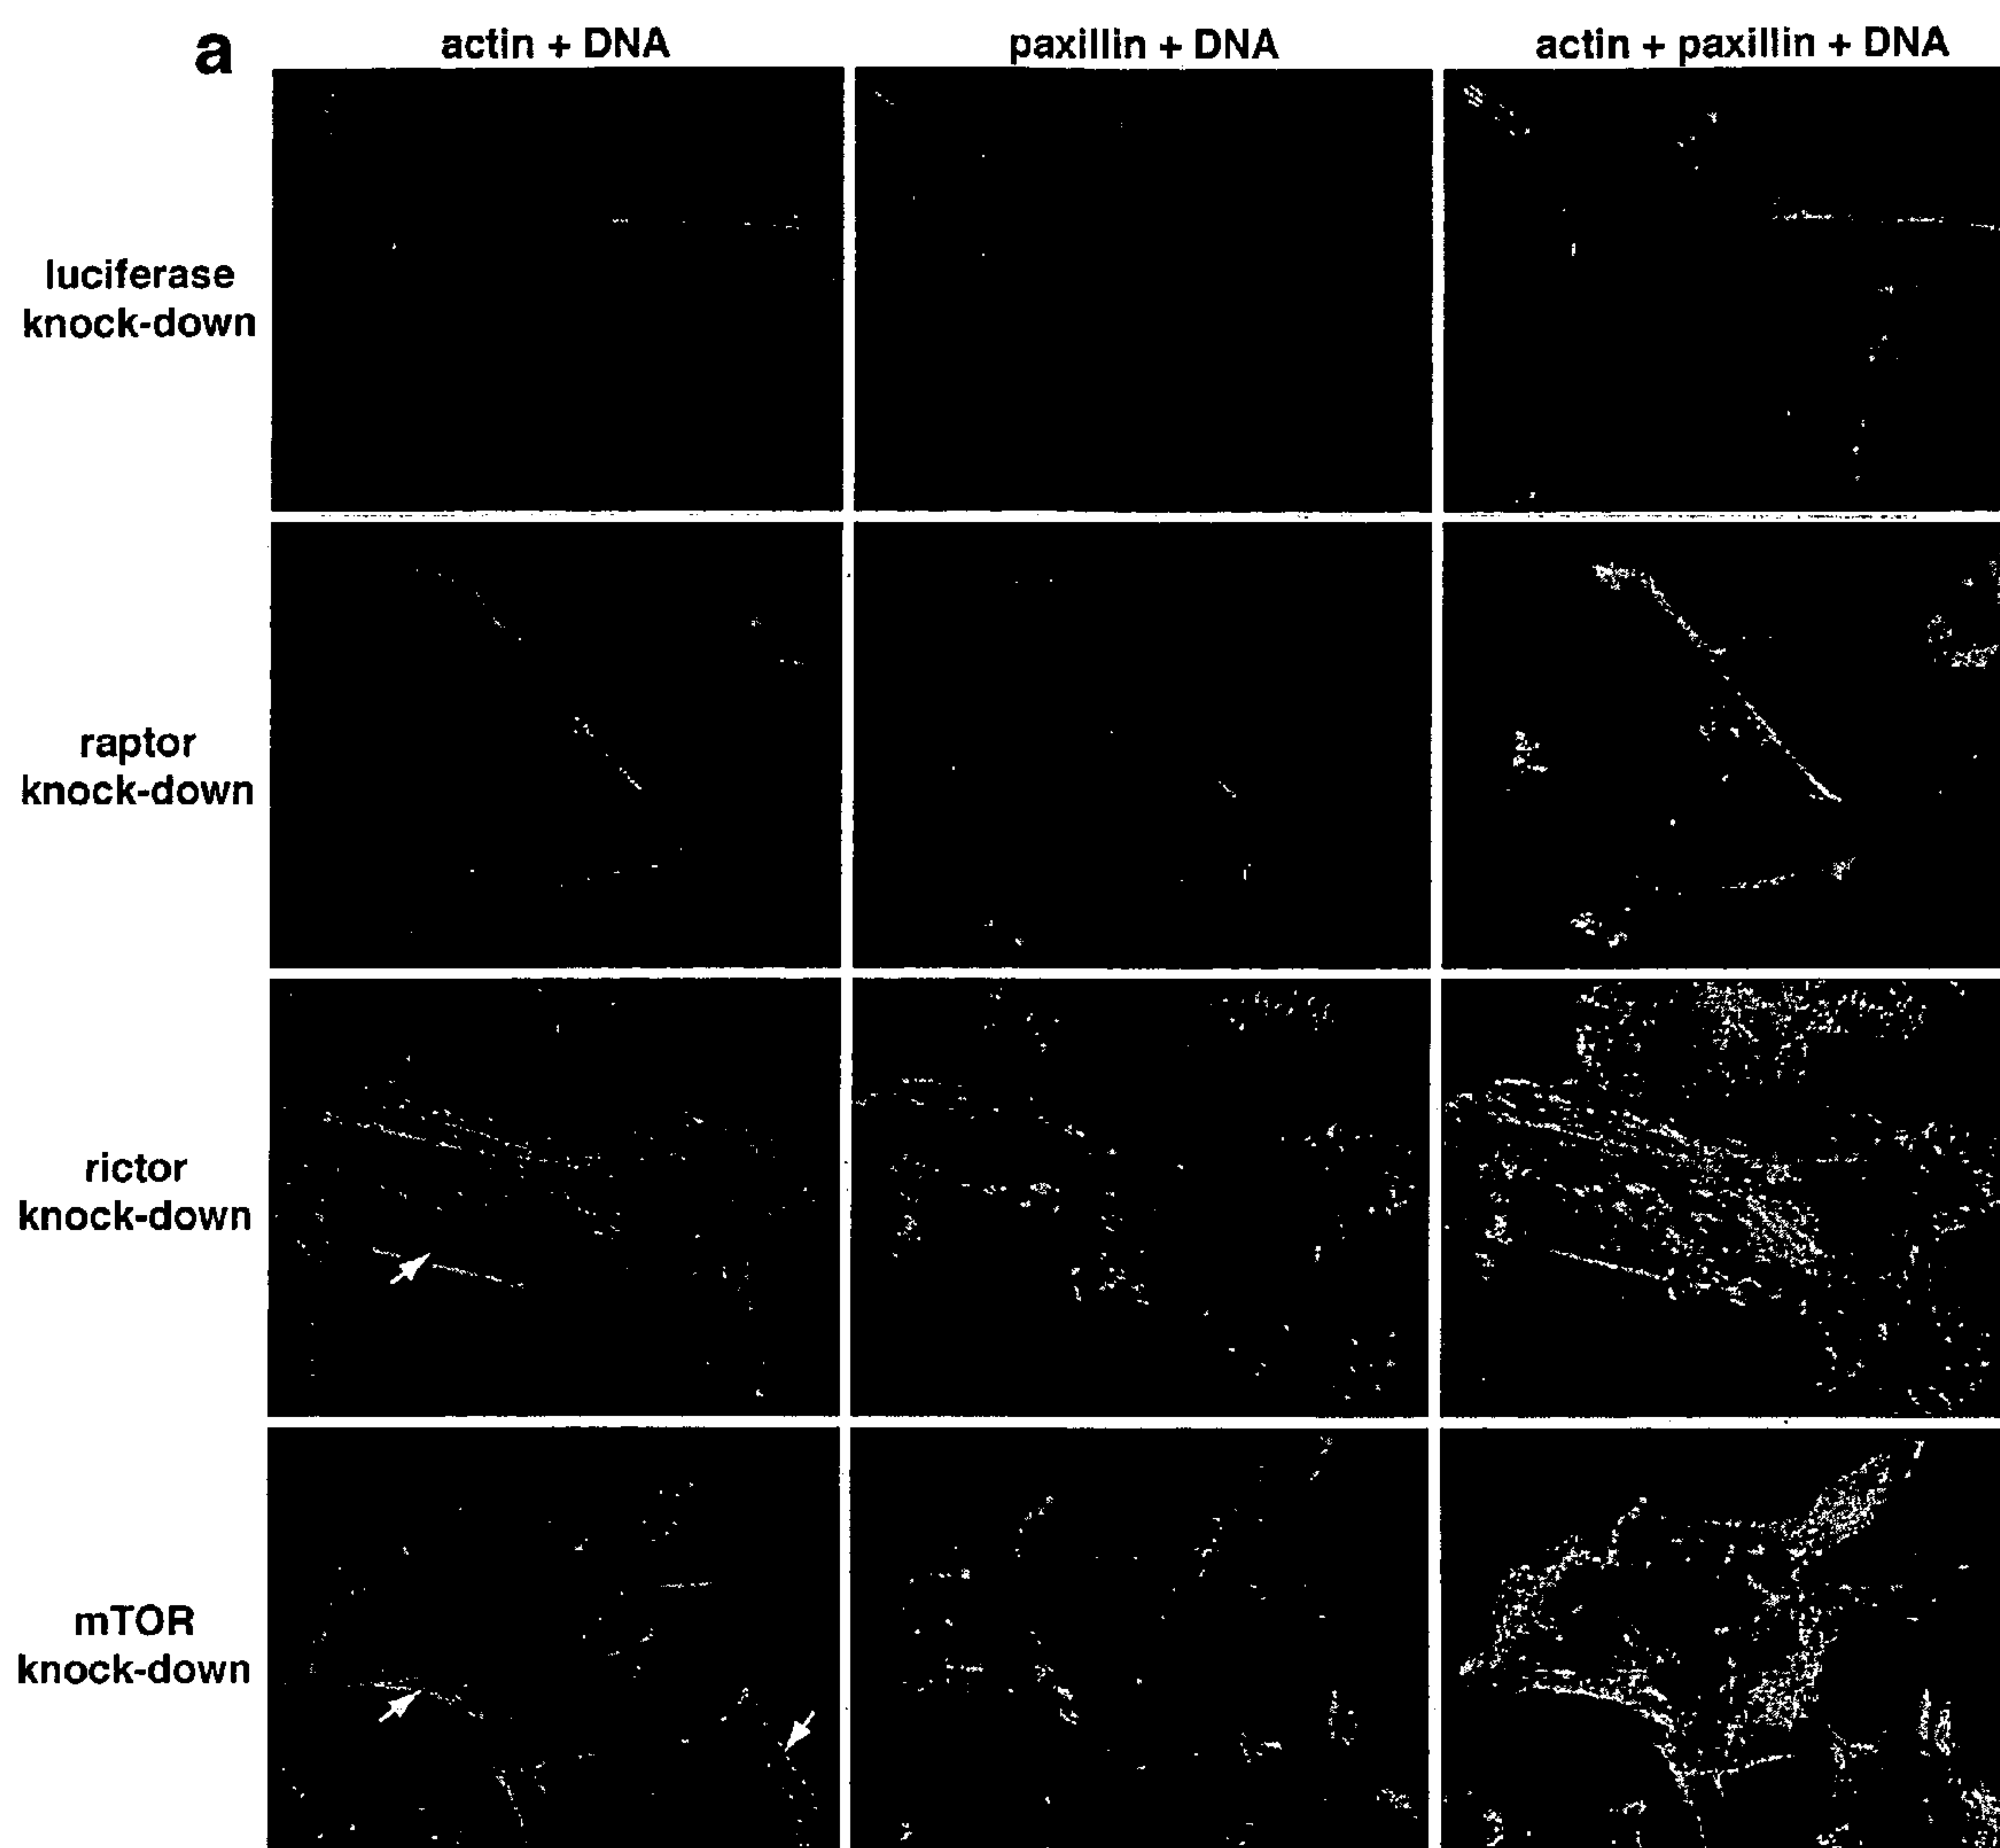 a
actin + DNA
paxillin + DNA
actin + paxillin + DNA
luciferase
knock-down
raptor
knock-down
rictor
knock-down
mTOR
knock-down